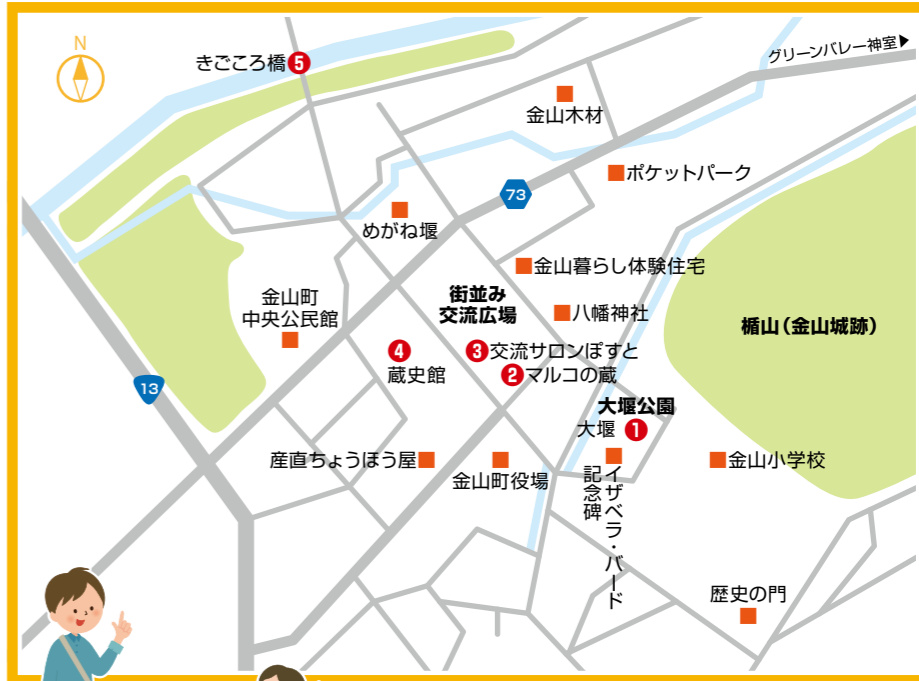 N
きごころ橋 5
グリーンバレー神室▶
金山木材
ポケットパーク
73
めがね堰
金山暮らし体験住宅
街並み
交流広場
金山町
中央公民館
八幡神社
楯山（金山城跡）
4
蔵史館
3 交流サロンぽすと
2 マルコの蔵
13
大堰公園
大堰 1
産直ちょうほう屋
金山町役場
イザベラ・バード
記念碑
金山小学校
歴史の門